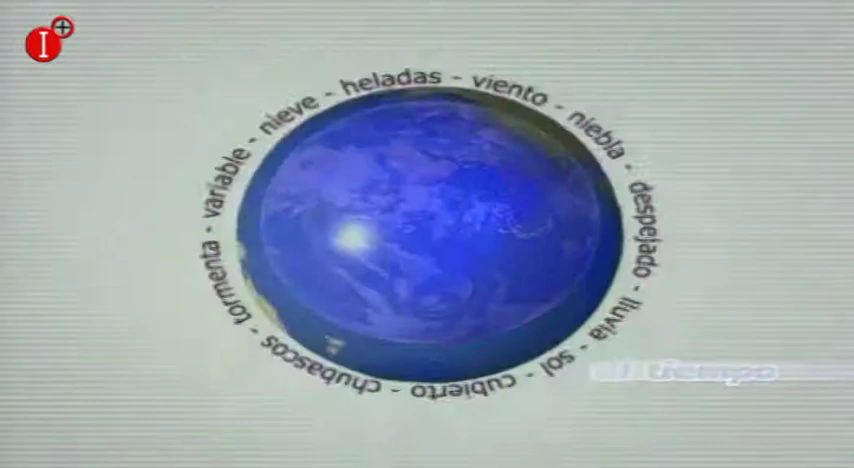 I+
heladas - viento - niebla - despejado - lluvia - sol - cubierto - chubascos - tormenta - variable - nieve -
el tiempo